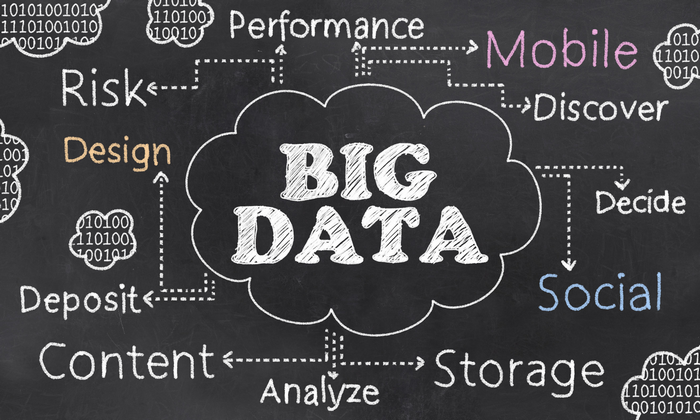 Performance
Mobile
Risk
Discover
Design
BIG
DATA
Decide
Deposit
Social
Content
Storage
Analyze